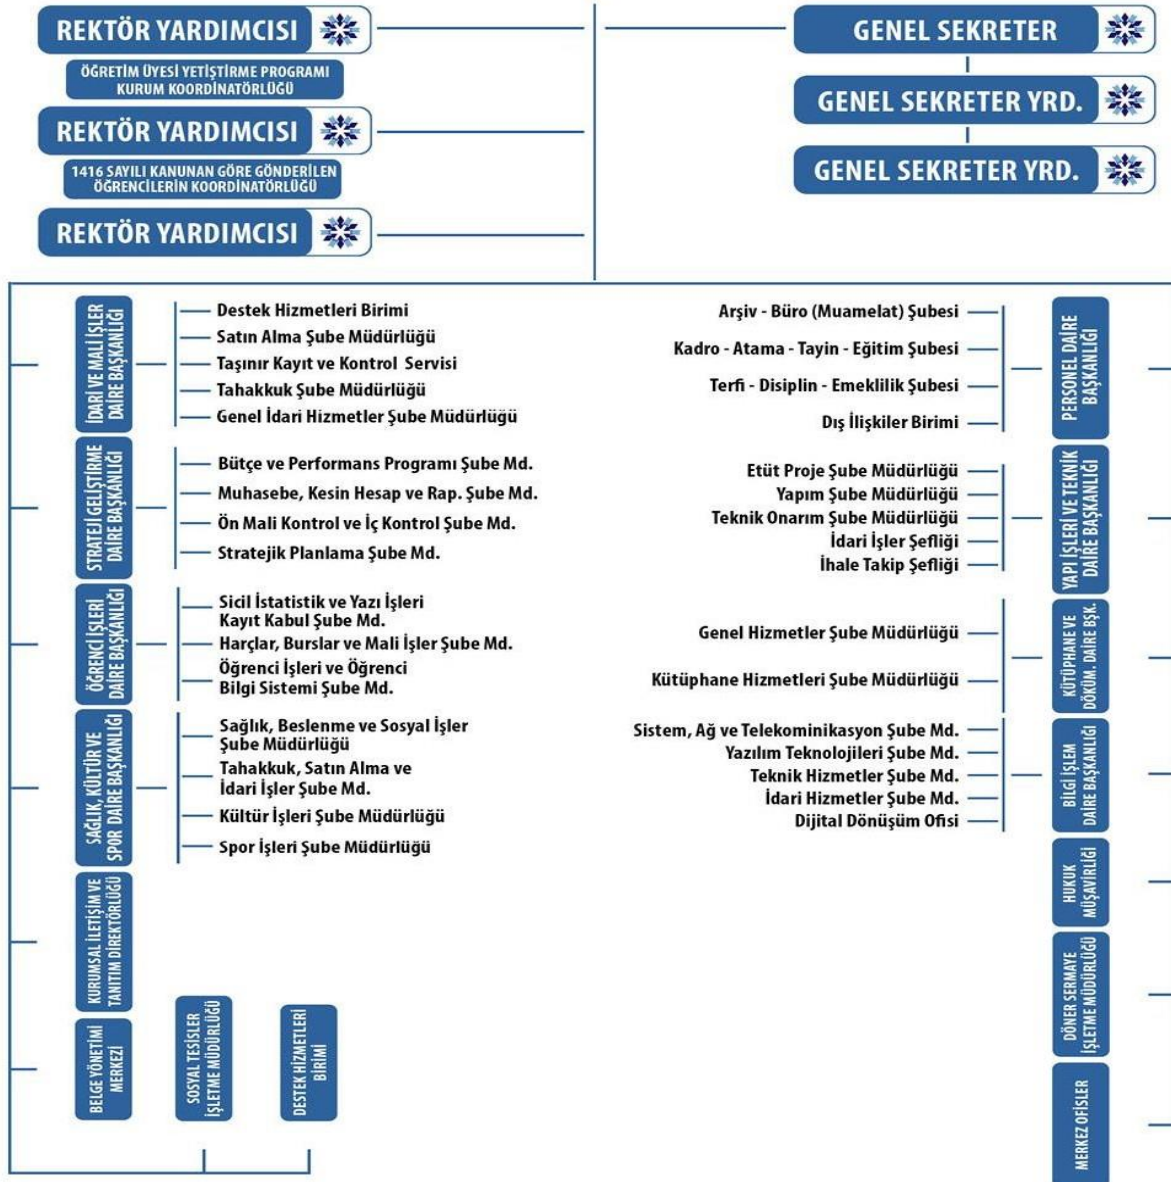 REKTÖR YARDIMCISI
ÖĞRETİM ÜYESİ YETİŞTİRME PROGRAMI
KURUM KOORDİNATÖRLÜĞÜ
REKTÖR YARDIMCISI
1416 SAYILI KANUNAN GÖRE GÖNDERİLEN
ÖĞRENCİLERİN KOORDİNATÖRLÜĞÜ
REKTÖR YARDIMCISI
GENEL SEKRETER
GENEL SEKRETER YRD.
GENEL SEKRETER YRD.
İDARİ VE MALİ İŞLER
DAİRE BAŞKANLIĞI
Destek Hizmetleri Birimi
Satın Alma Şube Müdürlüğü
Taşınır Kayıt ve Kontrol Servisi
Tahakkuk Şube Müdürlüğü
Genel İdari Hizmetler Şube Müdürlüğü
STRATEJİ GELİŞTİRME
DAİRE BAŞKANLIĞI
Bütçe ve Performans Programı Şube Md.
Muhasebe, Kesin Hesap ve Rap. Şube Md.
Ön Mali Kontrol ve İç Kontrol Şube Md.
Stratejik Planlama Şube Md.
ÖĞRENCİ İŞLERİ
DAİRE BAŞKANLIĞI
Sicil İstatistik ve Yazı İşleri
Kayıt Kabul Şube Md.
Harçlar, Burslar ve Mali İşler Şube Md.
Öğrenci İşleri ve Öğrenci
Bilgi Sistemi Şube Md.
SAĞLIK, KÜLTÜR VE
SPOR DAİRE BAŞKANLIĞI
Sağlık, Beslenme ve Sosyal İşler
Şube Müdürlüğü
Tahakkuk, Satın Alma ve
İdari İşler Şube Md.
Kültür İşleri Şube Müdürlüğü
Spor İşleri Şube Müdürlüğü
KURUMSAL İLETİŞİM VE
TANITIM DİREKTÖRLÜĞÜ
BELGE YÖNETİMİ
MERKEZİ
SOSYAL TESİSLER
İŞLETME MÜDÜRLÜĞÜ
DESTEK HİZMETLERİ
BİRİMİ
Arşiv - Büro (Muamelat) Şubesi
Kadro - Atama - Tayin - Eğitim Şubesi
Terfi - Disiplin - Emeklilik Şubesi
Dış İlişkiler Birimi
PERSONEL DAİRE
BAŞKANLIĞI
Etüt Proje Şube Müdürlüğü
Yapım Şube Müdürlüğü
Teknik Onarım Şube Müdürlüğü
İdari İşler Şefliği
İhale Takip Şefliği
YAPI İŞLERİ VE TEKNİK
DAİRE BAŞKANLIĞI
Genel Hizmetler Şube Müdürlüğü
Kütüphane Hizmetleri Şube Müdürlüğü
KÜTÜPHANE VE
DÖKÜM. DAİRE BŞK.
Sistem, Ağ ve Telekominikasyon Şube Md.
Yazılım Teknolojileri Şube Md.
Teknik Hizmetler Şube Md.
İdari Hizmetler Şube Md.
Dijital Dönüşüm Ofisi
BİLGİ İŞLEM
DAİRE BAŞKANLIĞI
HUKUK
MÜŞAVİRLİĞİ
DÖNER SERMAYE
İŞLETME MÜDÜRLÜĞÜ
MERKEZ OFİSLER